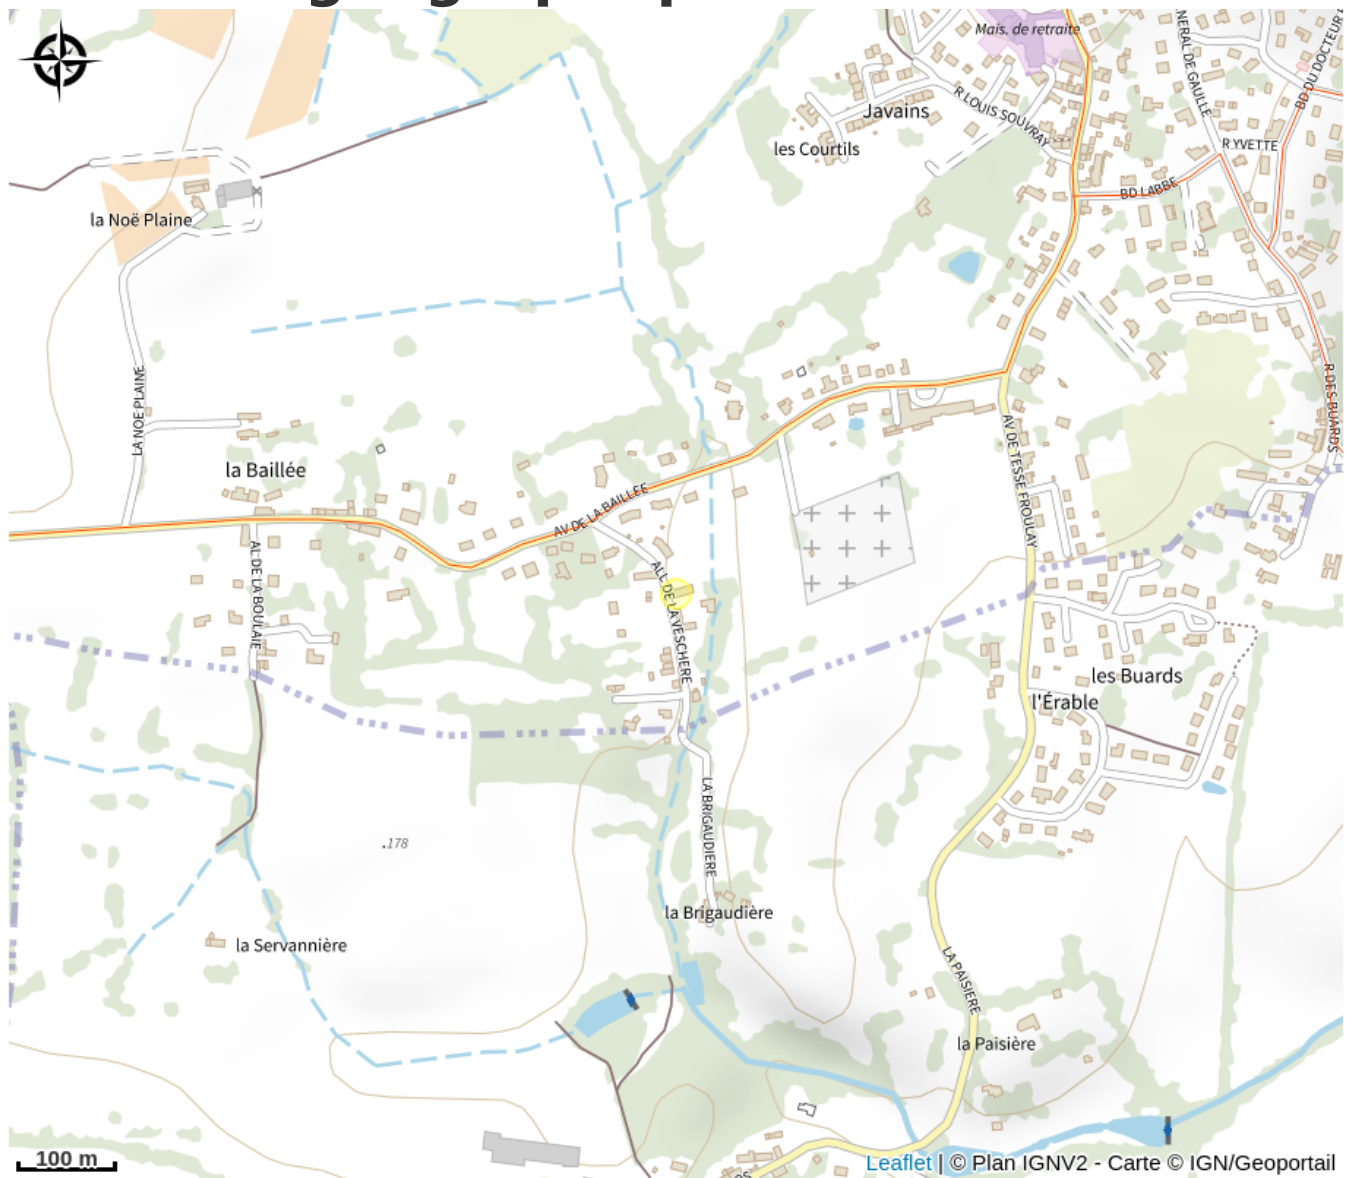 Mais. de retraite
BD DU DOCTEUR
R LOUIS SOUVRAY
Javains
les Courtils
R YVETTE
BD LABBE
la Noë Plaine
LA NOE PLAINE
R DES BUARDS
AV DE TESSE FROULAY
la Baillée
AV DE LA BAILLEE
AL DE LA BOULAIE
ALL DE LA VESCHERE
les Buards
l'Érable
LA BRIGAUDIERE
.178
la Brigaudière
la Servannière
LA PAISIERE
la Paisière
100 m
Leaflet | © Plan IGNV2 - Carte © IGN/Geoportail